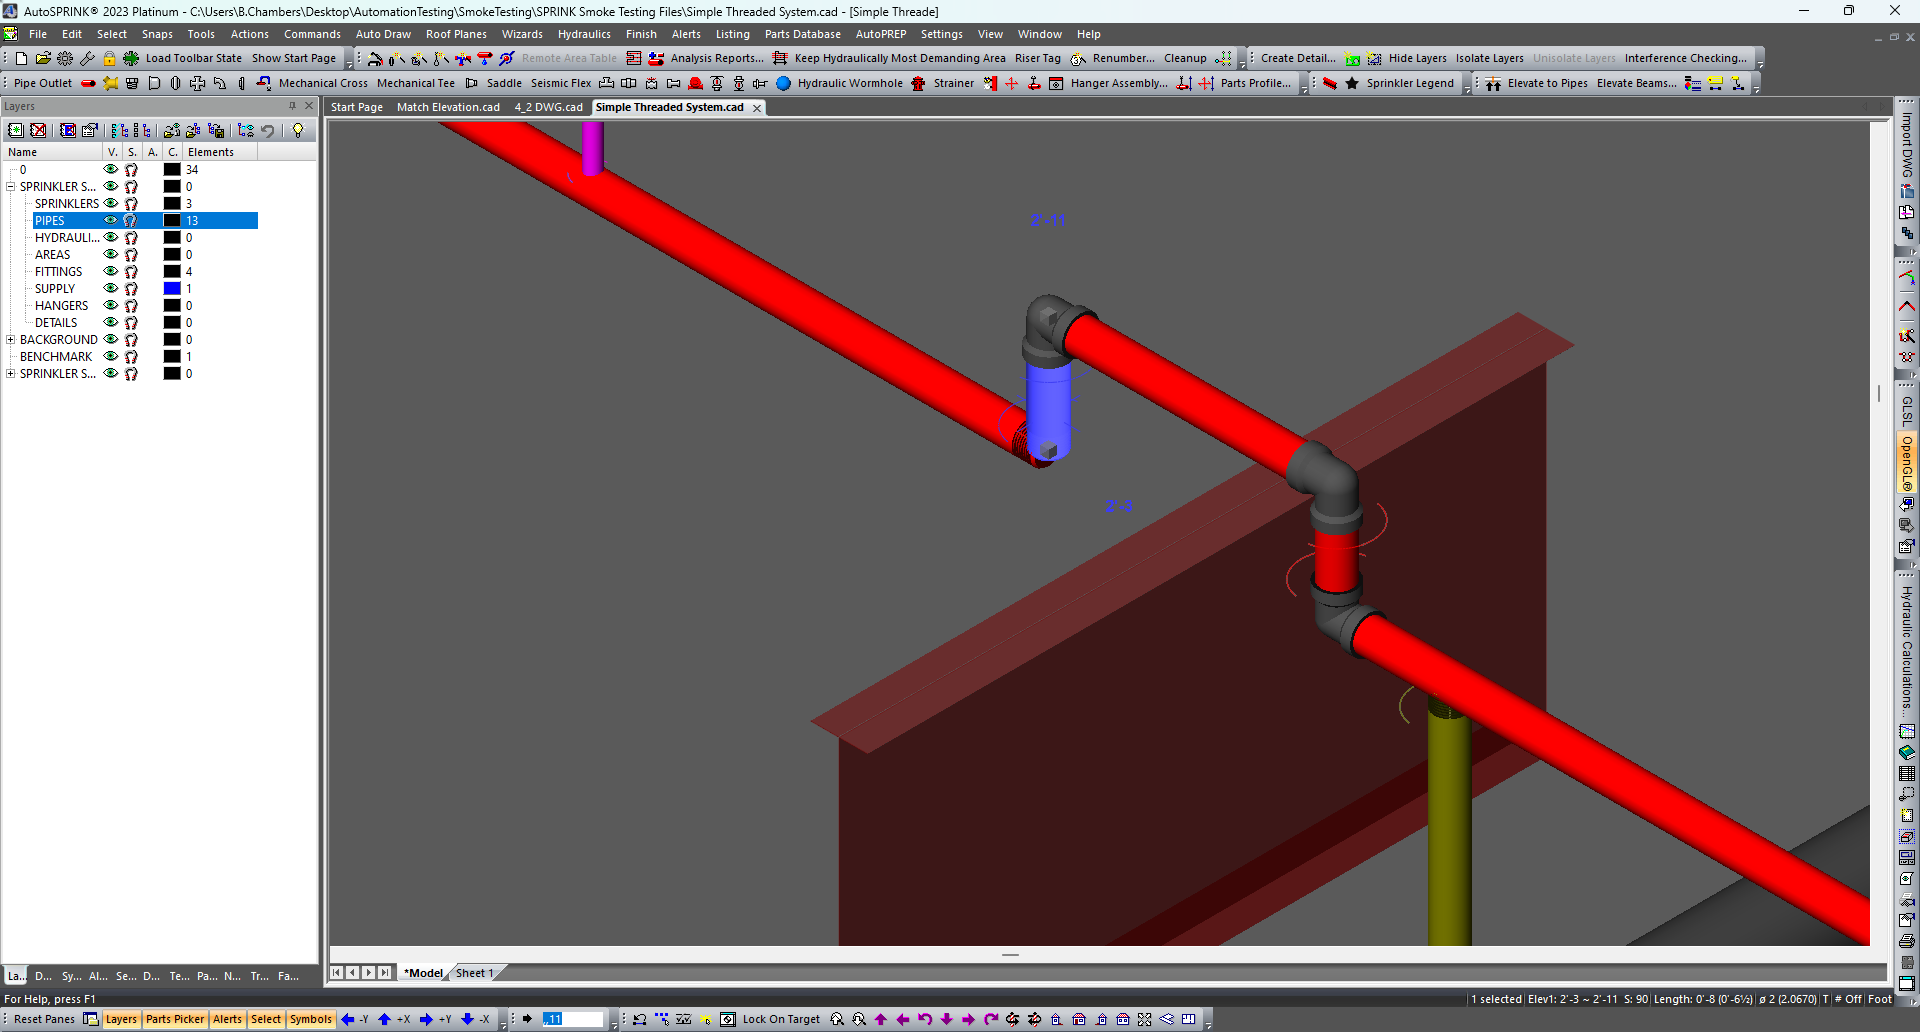 AutoSPRINK® 2023 Platinum - C:\Users\B.Chambers\Desktop\AutomationTesting\SmokeTesting\SPRINK Smoke Testing Files\Simple Threaded System.cad - [Simple Threade]
File Edit Select Snaps Tools Actions Commands Auto Draw Roof Planes Wizards Hydraulics Finish Alerts Listing Parts Database AutoPREP Settings View Window Help
Load Toolbar State Show Start Page Remote Area Table Analysis Reports... Keep Hydraulically Most Demanding Area Riser Tag Renumber... Cleanup Create Detail... Hide Layers Isolate Layers Unisolate Layers Interference Checking...
Pipe Outlet Mechanical Cross Mechanical Tee Saddle Seismic Flex Hydraulic Wormhole Strainer Hanger Assembly... Parts Profile... Sprinkler Legend Elevate to Pipes Elevate Beams...
Layers
Start Page Match Elevation.cad 4_2 DWG.cad Simple Threaded System.cad
Name V. S. A. C. Elements
0 34
SPRINKLER S... 0
SPRINKLERS 3
PIPES 13
HYDRAULI... 0
AREAS 0
FITTINGS 4
SUPPLY 1
HANGERS 0
DETAILS 0
BACKGROUND 0
BENCHMARK 1
SPRINKLER S... 0
2'-11
2'-3
Import DWG
GLSL
OpenGL®
Hydraulic Calculations...
La... D... Sy... Al... Se... D... Te... Pa... N... Tr... Fa...
*Model Sheet 1
For Help, press F1
1 selected Elev1: 2'-3 ~ 2'-11 S: 90 Length: 0'-8 (0'-6½) ø 2 (2.0670) T # Off Foot
Reset Panes Layers Parts Picker Alerts Select Symbols -Y +X +Y -X ,,11 Lock On Target